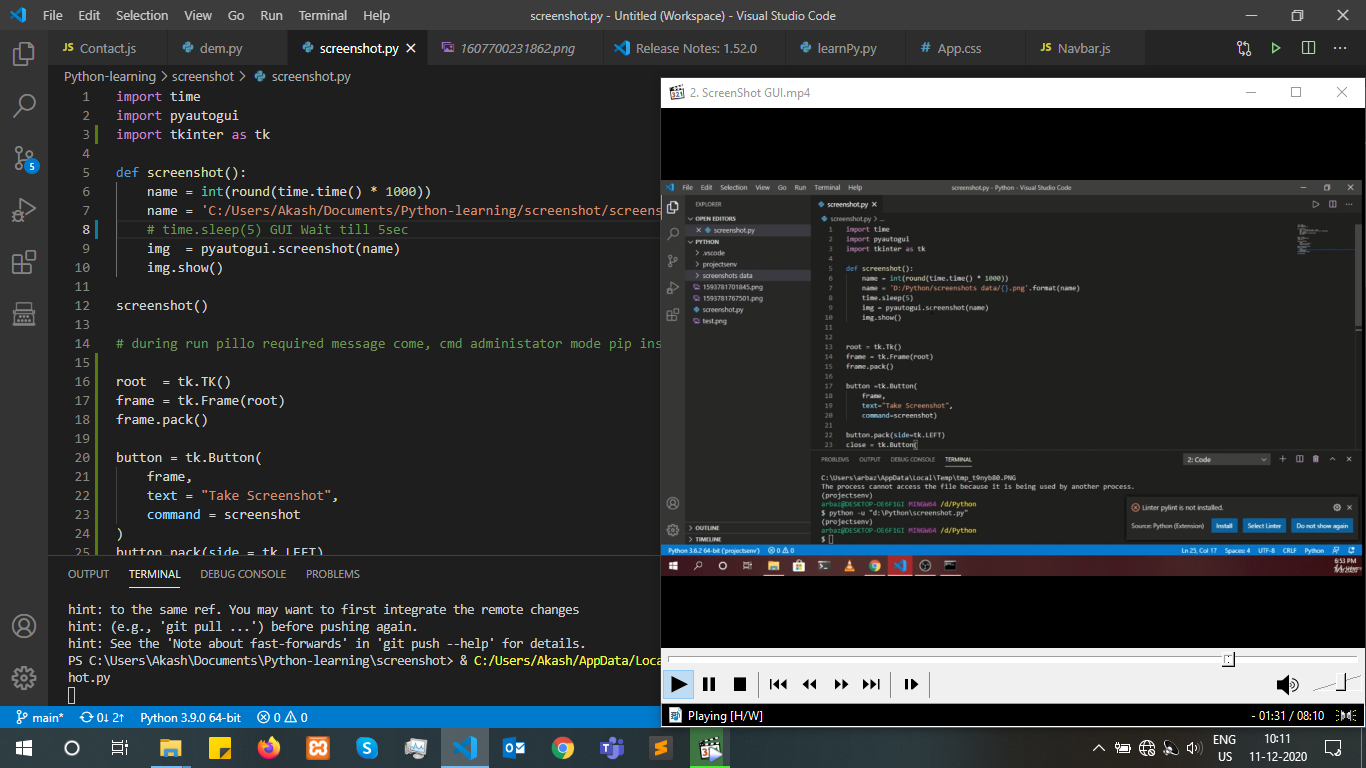 File Edit Selection View Go Run Terminal Help screenshot.py - Untitled (Workspace) - Visual Studio Code
JS Contact.js dem.py screenshot.py 1607700231862.png Release Notes: 1.52.0 learnPy.py # App.css JS Navbar.js
Python-learning > screenshot > screenshot.py
1 import time
2 import pyautogui
3 import tkinter as tk
4
5 def screenshot():
6 name = int(round(time.time() * 1000))
7 name = 'C:/Users/Akash/Documents/Python-learning/screenshot/screens
8 # time.sleep(5) GUI Wait till 5sec
9 img  = pyautogui.screenshot(name)
10 img.show()
11
12 screenshot()
13
14 # during run pillo required message come, cmd administator mode pip ins
15
16 root  = tk.TK()
17 frame = tk.Frame(root)
18 frame.pack()
19
20 button = tk.Button(
21 frame,
22 text = "Take Screenshot",
23 command = screenshot
24 )
25 button.pack(side = tk.LEFT)
5
OUTPUT TERMINAL DEBUG CONSOLE PROBLEMS
hint: to the same ref. You may want to first integrate the remote changes
hint: (e.g., 'git pull ...') before pushing again.
hint: See the 'Note about fast-forwards' in 'git push --help' for details.
PS C:\Users\Akash\Documents\Python-learning\screenshot> & C:/Users/Akash/AppData/Loca
hot.py
main* 0↓ 2↑ Python 3.9.0 64-bit 0 0
2. ScreenShot GUI.mp4
File Edit Selection View Go Run Terminal Help screenshot.py - Python - Visual Studio Code
EXPLORER
OPEN EDITORS
screenshot.py
PYTHON
.vscode
projectsenv
screenshots data
1593781701845.png
1593781767501.png
screenshot.py
test.png
OUTLINE
TIMELINE
screenshot.py
screenshot.py > ...
1 import time
2 import pyautogui
3 import tkinter as tk
4
5 def screenshot():
6 name = int(round(time.time() * 1000))
7 name = 'D:/Python/screenshots data/{}.png'.format(name)
8 time.sleep(5)
9 img = pyautogui.screenshot(name)
10 img.show()
11
12
13 root = tk.Tk()
14 frame = tk.Frame(root)
15 frame.pack()
16
17 button =tk.Button(
18 frame,
19 text="Take Screenshot",
20 command=screenshot)
21
22 button.pack(side=tk.LEFT)
23 close = tk.Button(
PROBLEMS OUTPUT DEBUG CONSOLE TERMINAL 2: Code
C:\Users\arbaz\AppData\Local\Temp\tmp_t9nyb80.PNG
The process cannot access the file because it is being used by another process.
(projectsenv)
arbaz@DESKTOP-OE6F1GI MINGW64 /d/Python
$ python -u "d:\Python\screenshot.py"
(projectsenv)
arbaz@DESKTOP-OE6F1GI MINGW64 /d/Python
$
Linter pylint is not installed.
Source: Python (Extension) Install Select Linter Do not show again
Python 3.6.2 64-bit ('projectsenv') 0 0 Ln 25, Col 17 Spaces: 4 UTF-8 CRLF Python
6:53 PM
Playing [H/W] - 01:31 / 08:10
ENG
US
10:11
11-12-2020